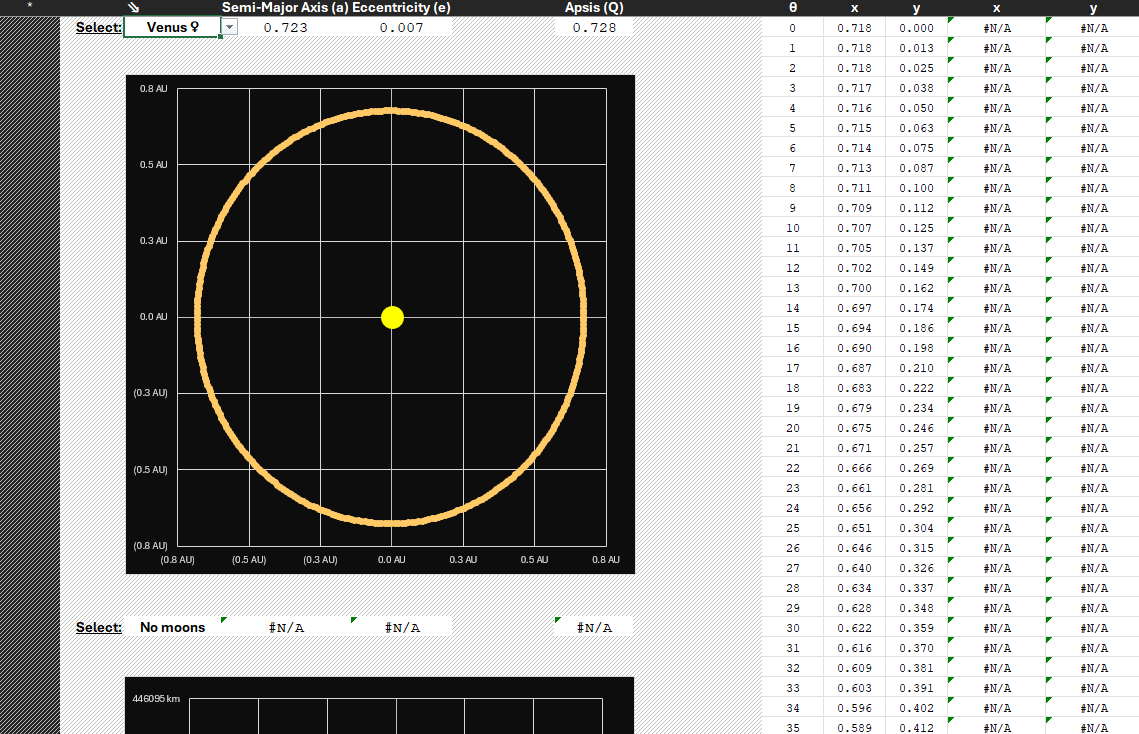 * ⇘ Semi-Major Axis (a) Eccentricity (e) Apsis (Q) θ x y x y
Select: Venus ♀ 0.723 0.007 0.728 0 0.718 0.000 #N/A #N/A
1 0.718 0.013 #N/A #N/A
2 0.718 0.025 #N/A #N/A
0.8 AU 3 0.717 0.038 #N/A #N/A
4 0.716 0.050 #N/A #N/A
5 0.715 0.063 #N/A #N/A
6 0.714 0.075 #N/A #N/A
0.5 AU 7 0.713 0.087 #N/A #N/A
8 0.711 0.100 #N/A #N/A
9 0.709 0.112 #N/A #N/A
10 0.707 0.125 #N/A #N/A
0.3 AU 11 0.705 0.137 #N/A #N/A
12 0.702 0.149 #N/A #N/A
13 0.700 0.162 #N/A #N/A
14 0.697 0.174 #N/A #N/A
0.0 AU 15 0.694 0.186 #N/A #N/A
16 0.690 0.198 #N/A #N/A
17 0.687 0.210 #N/A #N/A
18 0.683 0.222 #N/A #N/A
(0.3 AU) 19 0.679 0.234 #N/A #N/A
20 0.675 0.246 #N/A #N/A
21 0.671 0.257 #N/A #N/A
22 0.666 0.269 #N/A #N/A
(0.5 AU) 23 0.661 0.281 #N/A #N/A
24 0.656 0.292 #N/A #N/A
25 0.651 0.304 #N/A #N/A
(0.8 AU) 26 0.646 0.315 #N/A #N/A
(0.8 AU) (0.5 AU) (0.3 AU) 0.0 AU 0.3 AU 0.5 AU 0.8 AU 27 0.640 0.326 #N/A #N/A
28 0.634 0.337 #N/A #N/A
29 0.628 0.348 #N/A #N/A
Select: No moons #N/A #N/A #N/A 30 0.622 0.359 #N/A #N/A
31 0.616 0.370 #N/A #N/A
32 0.609 0.381 #N/A #N/A
33 0.603 0.391 #N/A #N/A
446095 km 34 0.596 0.402 #N/A #N/A
35 0.589 0.412 #N/A #N/A